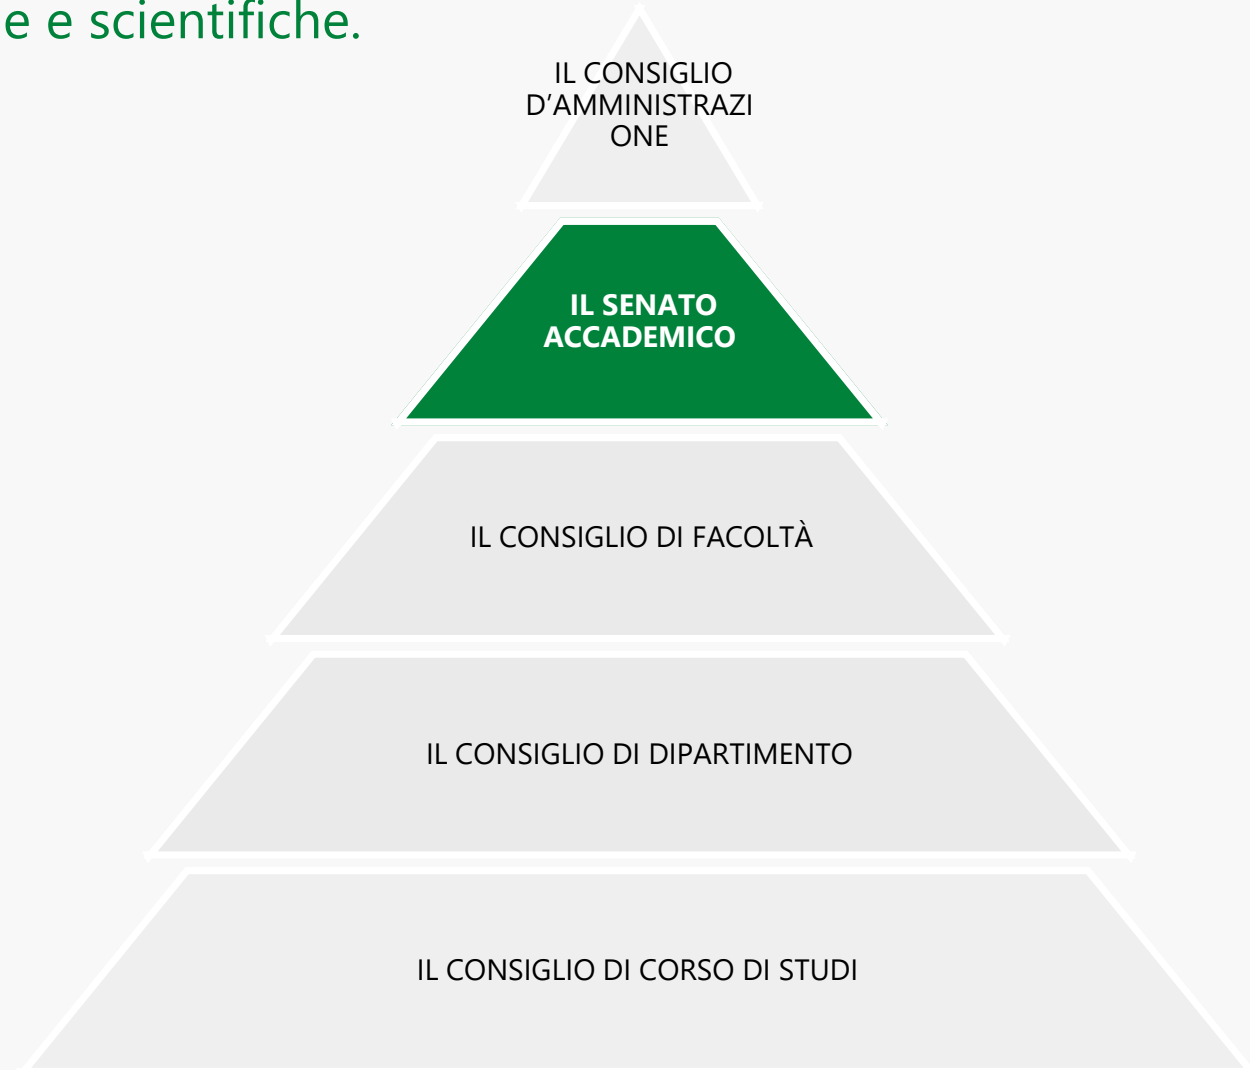 e e scientifiche.
IL CONSIGLIO
D’AMMINISTRAZI
ONE
IL SENATO
ACCADEMICO
IL CONSIGLIO DI FACOLTÀ
IL CONSIGLIO DI DIPARTIMENTO
IL CONSIGLIO DI CORSO DI STUDI